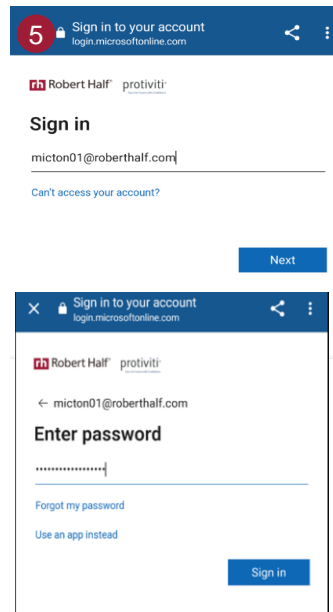 5
Sign in to your account
login.microsoftonline.com
rh Robert Half® protiviti®
Sign in
micton01@roberthalf.com
Can't access your account?
Next
Sign in to your account
login.microsoftonline.com
rh Robert Half® protiviti®
← micton01@roberthalf.com
Enter password
••••••••••••••••••
Forgot my password
Use an app instead
Sign in